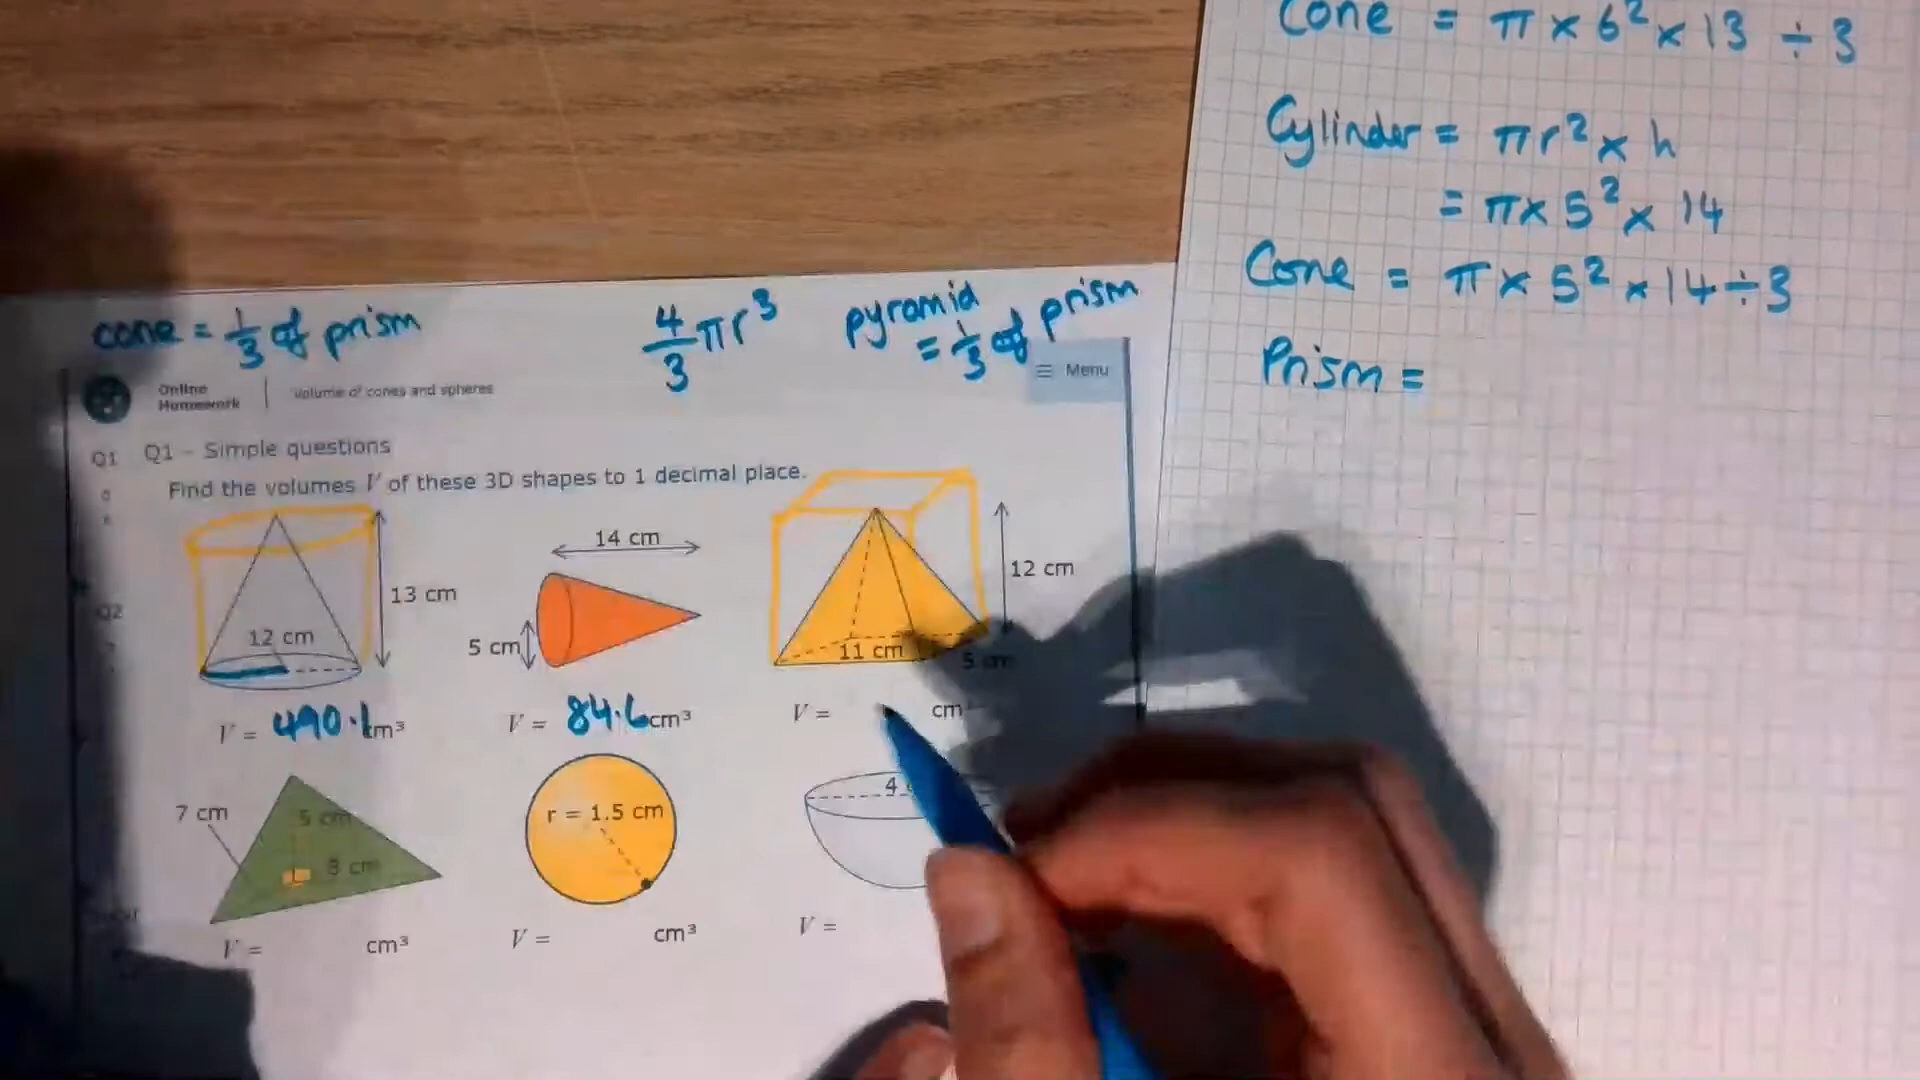 Cone = π × 6² × 13 ÷ 3
Cylinder = πr² × h
= π × 5² × 14
Cone = π × 5² × 14 ÷ 3
Prism =
cone = 1/3 of prism
4/3 πr³
pyramid = 1/3 of prism
Online Homework
Volume of cones and spheres
☰ Menu
Q1
Q1 - Simple questions
Find the volumes V of these 3D shapes to 1 decimal place.
13 cm
12 cm
14 cm
5 cm
12 cm
11 cm
5 cm
Q2
V = 490.1 cm³
V = 84.6 cm³
V = cm
7 cm
5 cm
8 cm
r = 1.5 cm
4
V = cm³
V = cm³
V =